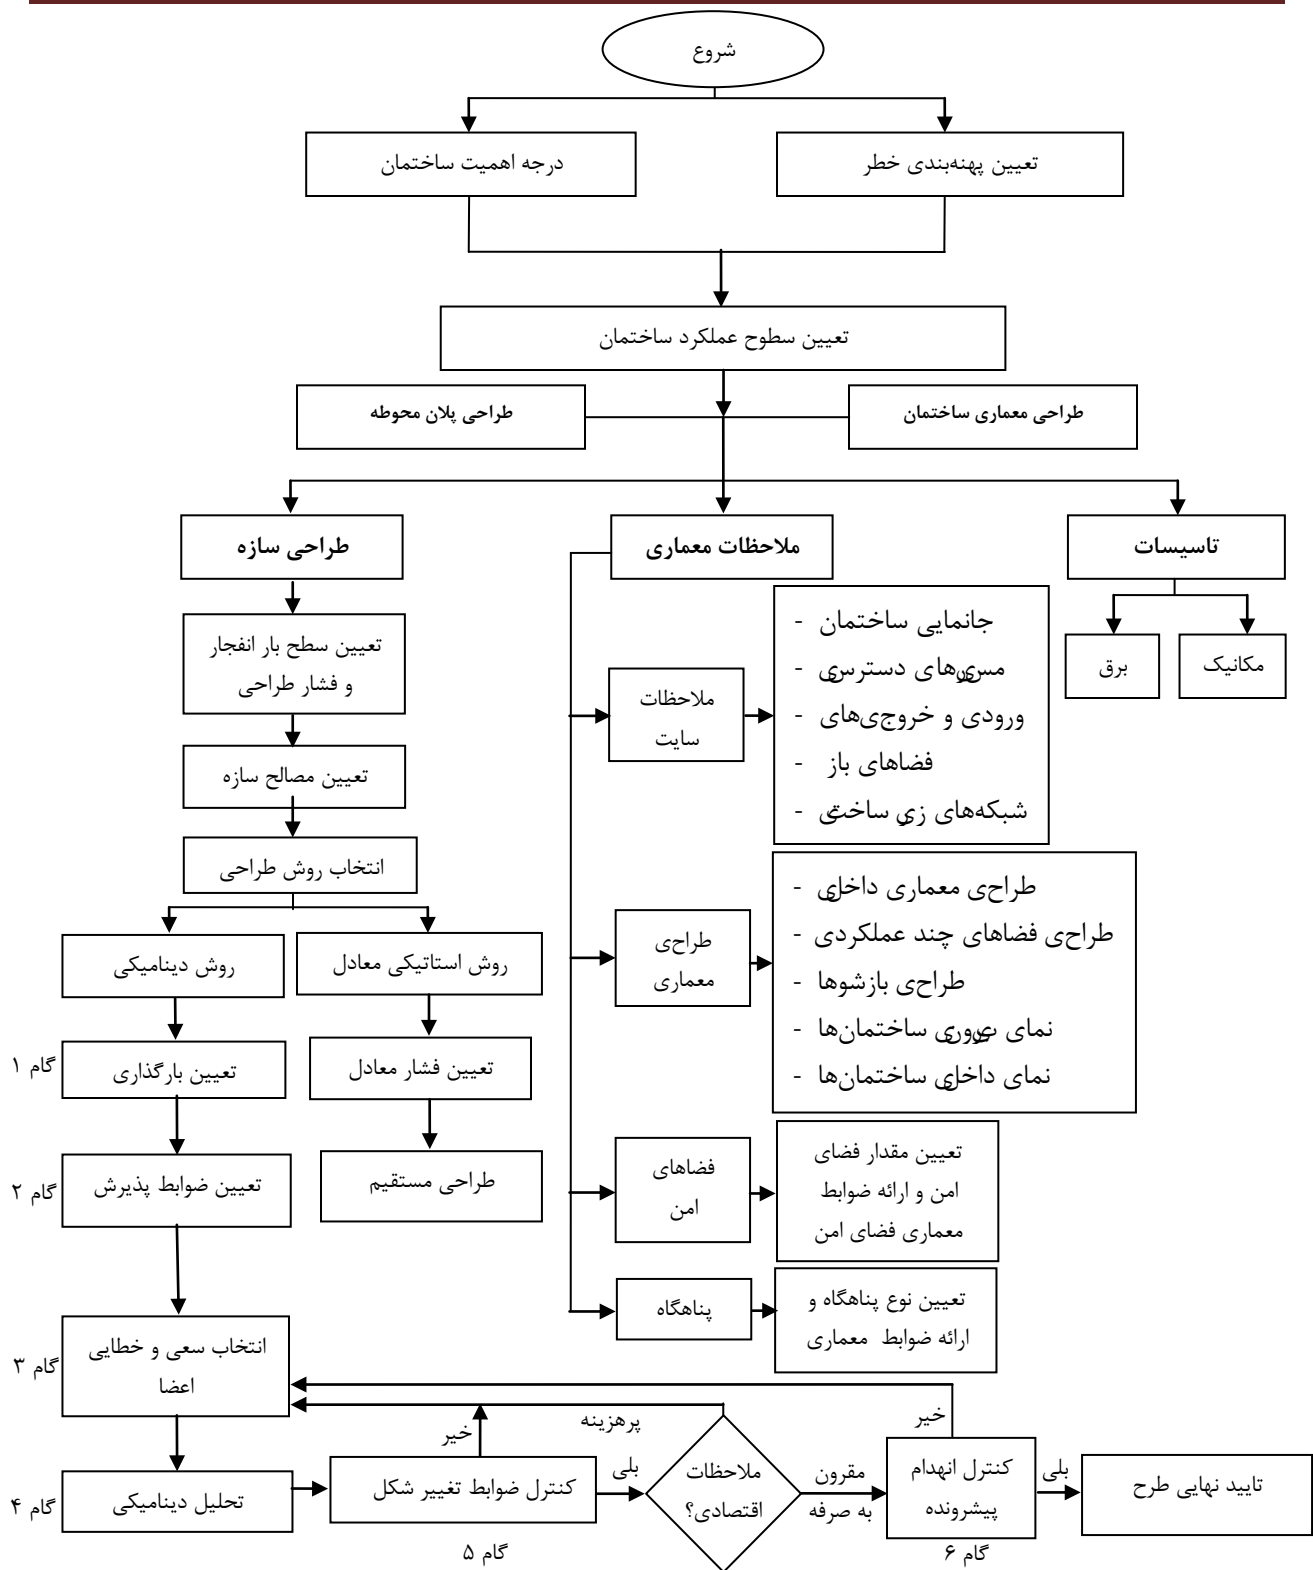 شروع
تعیین پهنه‌بندی خطر
درجه اهمیت ساختمان
تعیین سطوح عملکرد ساختمان
طراحی معماری ساختمان
طراحی پلان محوطه
تاسیسات
ملاحظات معماری
طراحی سازه
مکانیک
برق
ملاحظات
سایت
جانمایی ساختمان -
مسیرهای دسترسی -
ورودی و خروجی‌های -
فضاهای باز -
شبکه‌های زیر ساختی -
طراحی
معماری
طراحی معماری داخلی -
طراحی فضاهای چند عملکردی -
طراحی بازشوها -
نمای بیرونی ساختمان‌ها -
نمای داخلی ساختمان‌ها -
فضاهای
امن
تعیین مقدار فضای
امن و ارائه ضوابط
معماری فضای امن
پناهگاه
تعیین نوع پناهگاه و
ارائه ضوابط معماری
تعیین سطح بار انفجار
و فشار طراحی
تعیین مصالح سازه
انتخاب روش طراحی
روش استاتیکی معادل
تعیین فشار معادل
طراحی مستقیم
روش دینامیکی
گام ۱
تعیین بارگذاری
گام ۲
تعیین ضوابط پذیرش
گام ۳
انتخاب سعی و خطایی
اعضا
گام ۴
تحلیل دینامیکی
کنترل ضوابط تغییر شکل
گام ۵
خیر
بلی
پرهزینه
ملاحظات
اقتصادی؟
مقرون
به صرفه
کنترل انهدام
پیشرونده
گام ۶
خیر
بلی
تایید نهایی طرح